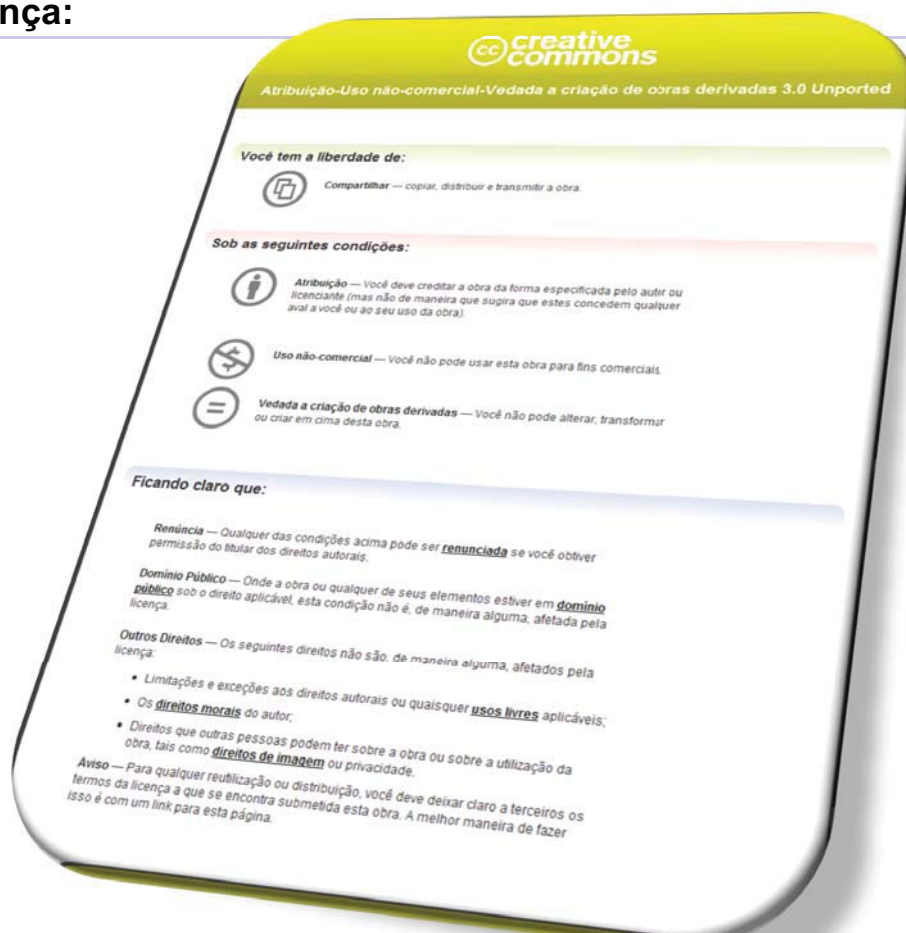 nça:
cc creative
commons
Atribuição-Uso não-comercial-Vedada a criação de obras derivadas 3.0 Unported
Você tem a liberdade de:
Compartilhar — copiar, distribuir e transmitir a obra.
Sob as seguintes condições:
Atribuição — Você deve creditar a obra da forma especificada pelo autor ou
licenciante (mas não de maneira que sugira que estes concedem qualquer
aval a você ou ao seu uso da obra).
$
Uso não-comercial — Você não pode usar esta obra para fins comerciais.
=
Vedada a criação de obras derivadas — Você não pode alterar, transformar
ou criar em cima desta obra.
Ficando claro que:
Renúncia — Qualquer das condições acima pode ser renunciada se você obtiver
permissão do titular dos direitos autorais.
Domínio Público — Onde a obra ou qualquer de seus elementos estiver em domínio
público sob o direito aplicável, esta condição não é, de maneira alguma, afetada pela
licença.
Outros Direitos — Os seguintes direitos não são, de maneira alguma, afetados pela
licença:
• Limitações e exceções aos direitos autorais ou quaisquer usos livres aplicáveis;
• Os direitos morais do autor;
• Direitos que outras pessoas podem ter sobre a obra ou sobre a utilização da
obra, tais como direitos de imagem ou privacidade.
Aviso — Para qualquer reutilização ou distribuição, você deve deixar claro a terceiros os
termos da licença a que se encontra submetida esta obra. A melhor maneira de fazer
isso é com um link para esta página.